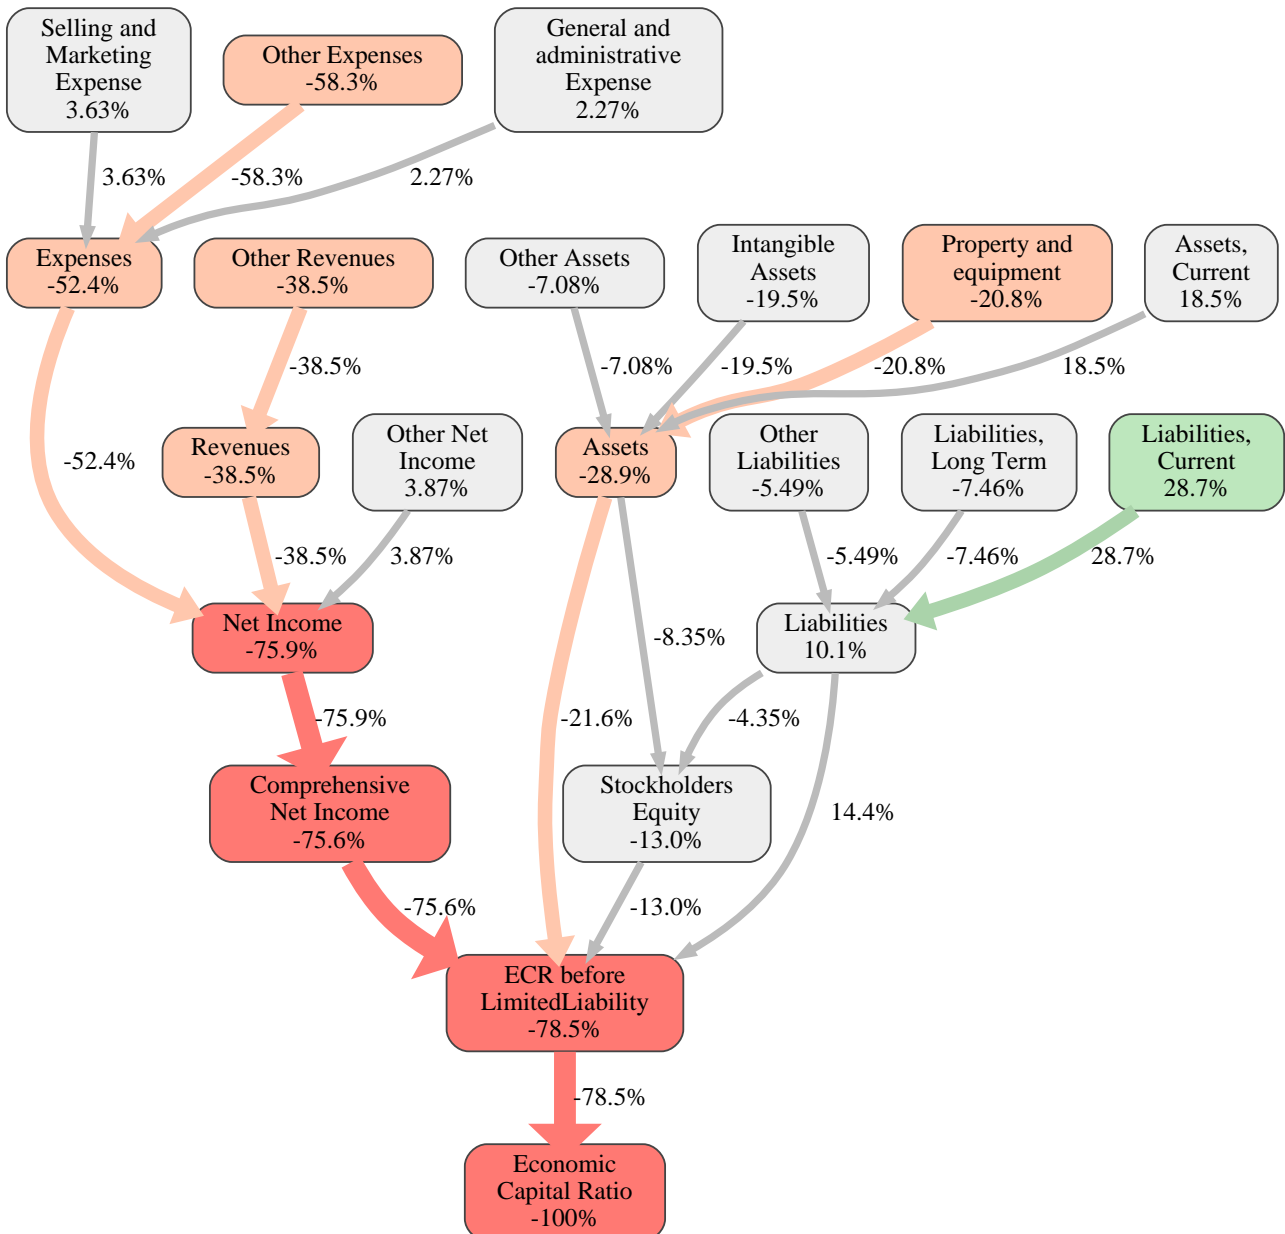 Selling and
Marketing
Expense
3.63%
Other Expenses
-58.3%
General and
administrative
Expense
2.27%
3.63%
-58.3%
2.27%
Expenses
-52.4%
Other Revenues
-38.5%
Other Assets
-7.08%
Intangible
Assets
-19.5%
Property and
equipment
-20.8%
Assets,
Current
18.5%
-38.5%
-7.08%
-19.5%
-20.8%
18.5%
-52.4%
Revenues
-38.5%
Other Net
Income
3.87%
Assets
-28.9%
Other
Liabilities
-5.49%
Liabilities,
Long Term
-7.46%
Liabilities,
Current
28.7%
-38.5%
3.87%
-5.49%
-7.46%
28.7%
Net Income
-75.9%
-8.35%
Liabilities
10.1%
-75.9%
-21.6%
-4.35%
Comprehensive
Net Income
-75.6%
Stockholders
Equity
-13.0%
14.4%
-75.6%
-13.0%
ECR before
LimitedLiability
-78.5%
-78.5%
Economic
Capital Ratio
-100%